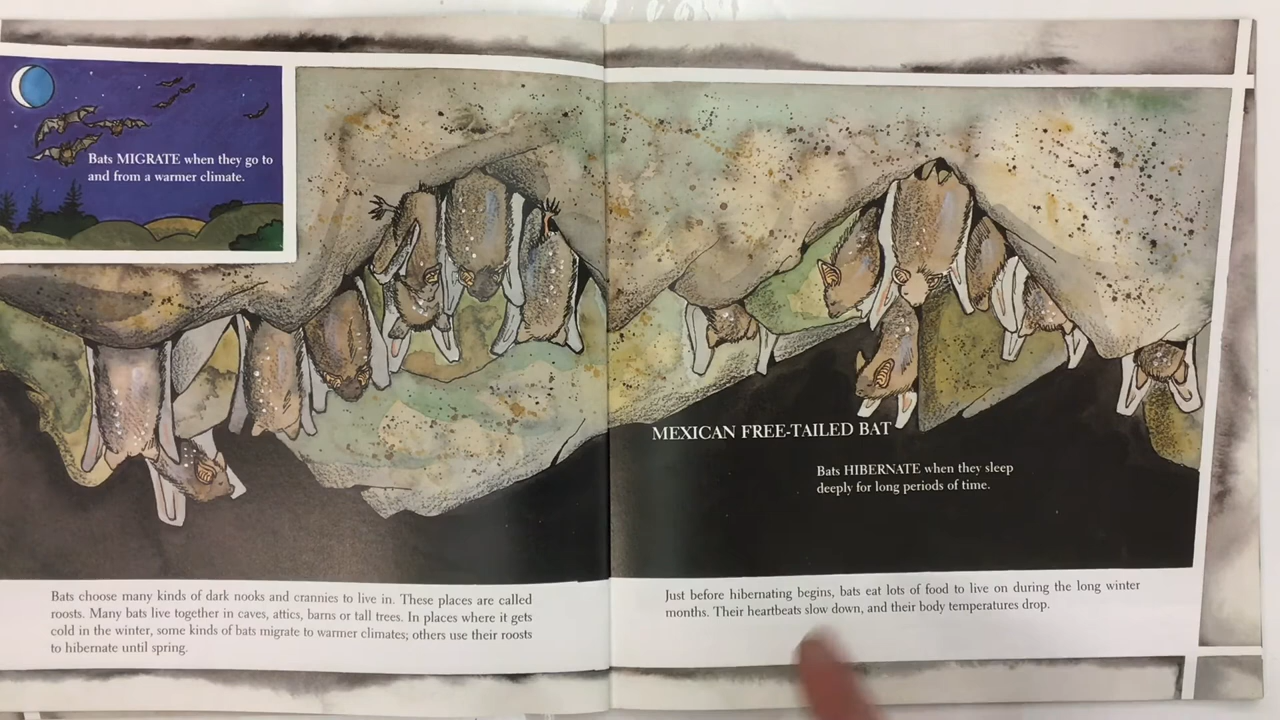 Bats MIGRATE when they go to
and from a warmer climate.
MEXICAN FREE-TAILED BAT
Bats HIBERNATE when they sleep
deeply for long periods of time.
Bats choose many kinds of dark nooks and crannies to live in. These places are called
roosts. Many bats live together in caves, attics, barns or tall trees. In places where it gets
cold in the winter, some kinds of bats migrate to warmer climates; others use their roosts
to hibernate until spring.
Just before hibernating begins, bats eat lots of food to live on during the long winter
months. Their heartbeats slow down, and their body temperatures drop.